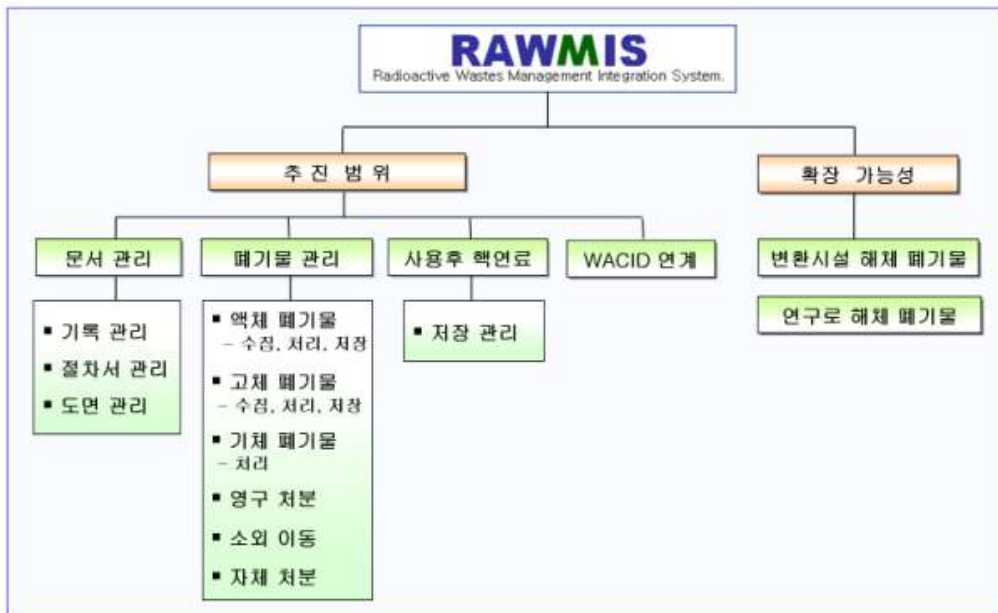 RAWMIS
Radioactive Wastes Management Integration System.
추 진 범 위
확장 가능성
문서 관리
폐기물 관리
사용후 핵연료
WACID 연계
변환시설 해체 폐기물
연구로 해체 폐기물
▪ 기록 관리
▪ 절차서 관리
▪ 도면 관리
▪ 액체 폐기물
– 수집, 처리, 저장
▪ 고체 폐기물
– 수집, 처리, 저장
▪ 기체 폐기물
– 처리
▪ 영구 처분
▪ 소외 이동
▪ 자체 처분
▪ 저장 관리